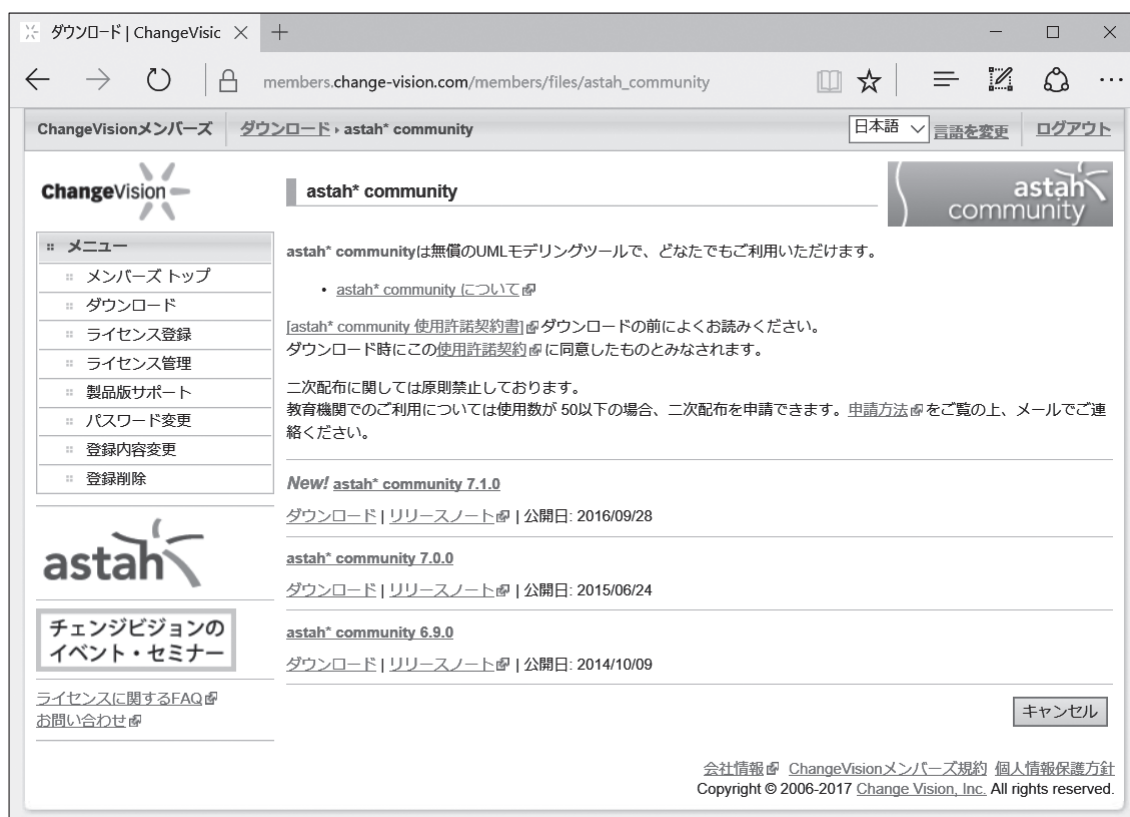 ダウンロード | ChangeVisic
members.change-vision.com/members/files/astah_community
ChangeVisionメンバーズ ダウンロード › astah* community 日本語 言語を変更 ログアウト
ChangeVision
メニュー
メンバーズ トップ
ダウンロード
ライセンス登録
ライセンス管理
製品版サポート
パスワード変更
登録内容変更
登録削除
astah
チェンジビジョンの
イベント・セミナー
ライセンスに関するFAQ
お問い合わせ
astah* community
astah
community
astah* communityは無償のUMLモデリングツールで、どなたでもご利用いただけます。
• astah* community について
[astah* community 使用許諾契約書]ダウンロードの前によくお読みください。
ダウンロード時にこの使用許諾契約に同意したものとみなされます。
二次配布に関しては原則禁止しております。
教育機関でのご利用については使用数が 50以下の場合、二次配布を申請できます。申請方法をご覧の上、メールでご連
絡ください。
New! astah* community 7.1.0
ダウンロード | リリースノート | 公開日: 2016/09/28
astah* community 7.0.0
ダウンロード | リリースノート | 公開日: 2015/06/24
astah* community 6.9.0
ダウンロード | リリースノート | 公開日: 2014/10/09
キャンセル
会社情報 ChangeVisionメンバーズ規約 個人情報保護方針
Copyright © 2006-2017 Change Vision, Inc. All rights reserved.